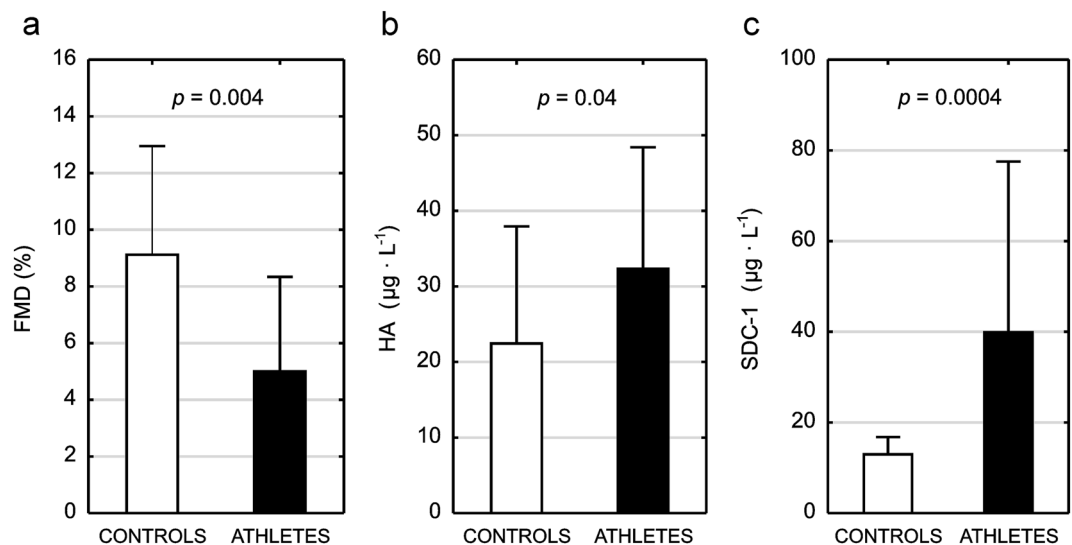 a
FMD (%)
16
14
12
10
8
6
4
2
0
p = 0.004
CONTROLS ATHLETES
b
HA (µg · L⁻¹)
60
50
40
30
20
10
0
p = 0.04
CONTROLS ATHLETES
c
SDC-1 (µg · L⁻¹)
100
80
60
40
20
0
p = 0.0004
CONTROLS ATHLETES